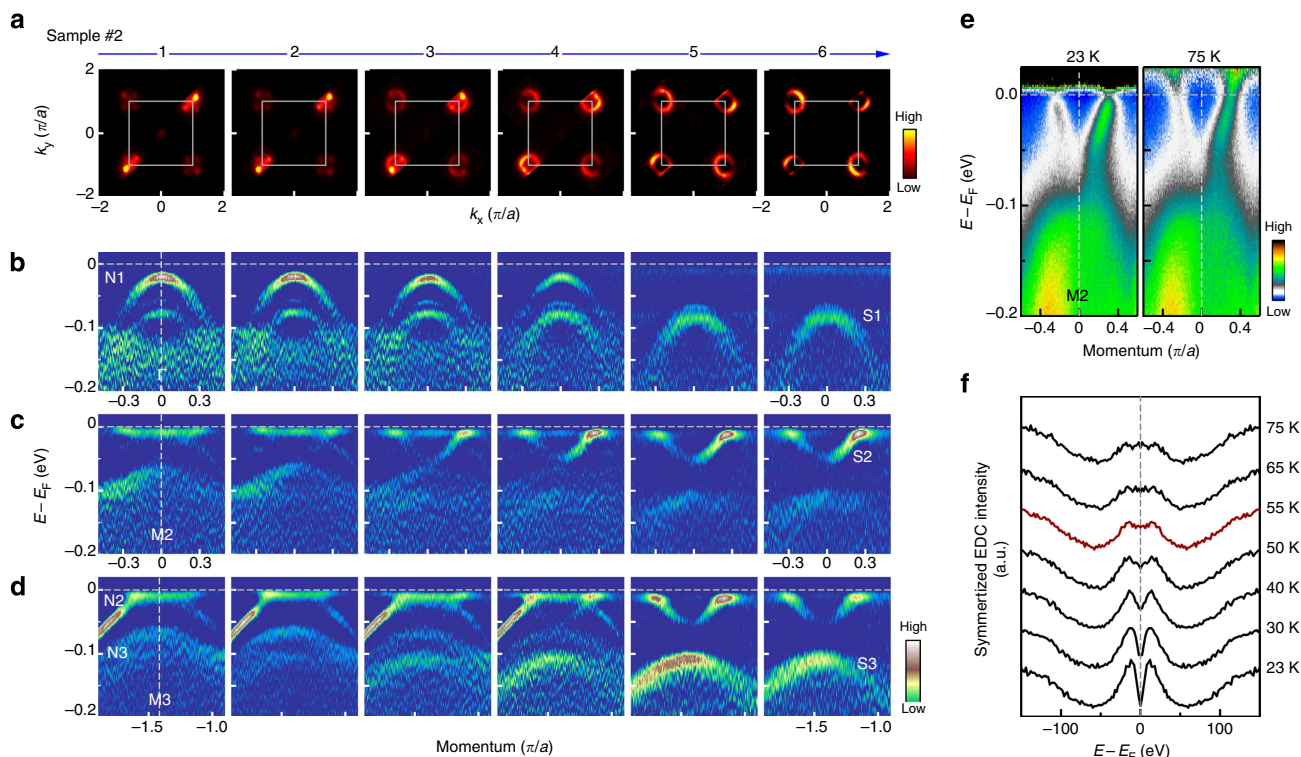 a
Sample #2
1 2 3 4 5 6
2
0
−2
k_y (π/a)
−2 0 2 −2 0 2
k_x (π/a)
High
Low
b
N1
S1
Γ
0
−0.1
−0.2
−0.3 0 0.3 −0.3 0 0.3
c
S2
M2
0
−0.1
−0.2
E − E_F (eV)
−0.3 0 0.3 −0.3 0 0.3
d
N2
N3
S3
M3
0
−0.1
−0.2
−1.5 −1.0 −1.5 −1.0
Momentum (π/a)
High
Low
e
23 K 75 K
0.0
−0.1
−0.2
E − E_F (eV)
M2
−0.4 0 0.4 −0.4 0 0.4
Momentum (π/a)
High
Low
f
75 K
65 K
55 K
50 K
40 K
30 K
23 K
Symmertized EDC intensity
(a.u.)
−100 0 100
E − E_F (eV)